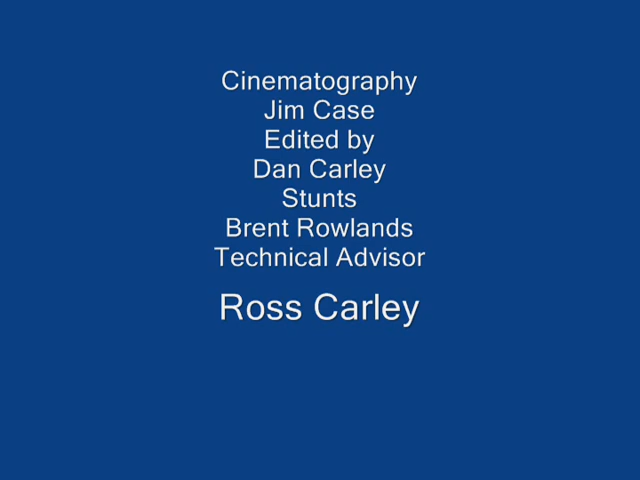 Cinematography
Jim Case
Edited by
Dan Carley
Stunts
Brent Rowlands
Technical Advisor
Ross Carley